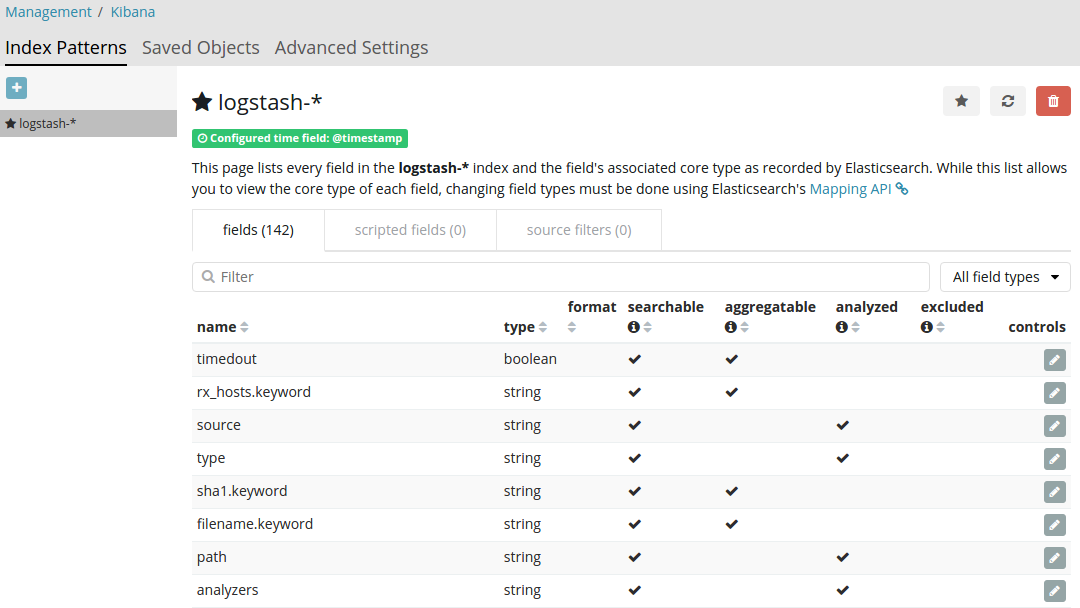 Management / Kibana
Index Patterns Saved Objects Advanced Settings
logstash-*
logstash-*
Configured time field: @timestamp
This page lists every field in the logstash-* index and the field's associated core type as recorded by Elasticsearch. While this list allows
you to view the core type of each field, changing field types must be done using Elasticsearch's Mapping API
fields (142) scripted fields (0) source filters (0)
Filter All field types
name type format searchable aggregatable analyzed excluded controls
timedout boolean
rx_hosts.keyword string
source string
type string
sha1.keyword string
filename.keyword string
path string
analyzers string